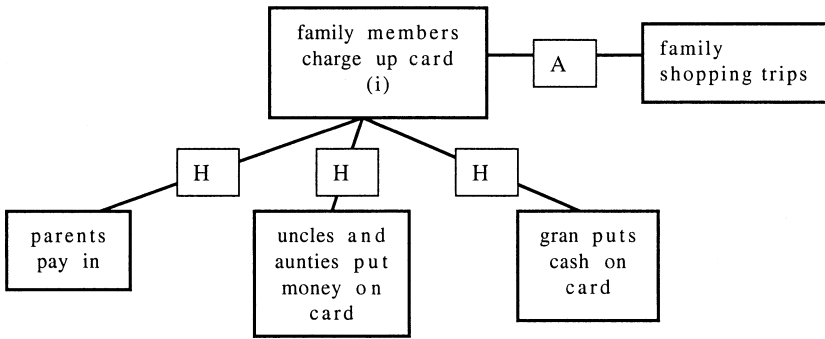 family members
charge up card
(i)
A
family
shopping trips
H
H
H
parents
pay in
uncles and
aunties put
money on
card
gran puts
cash on
card